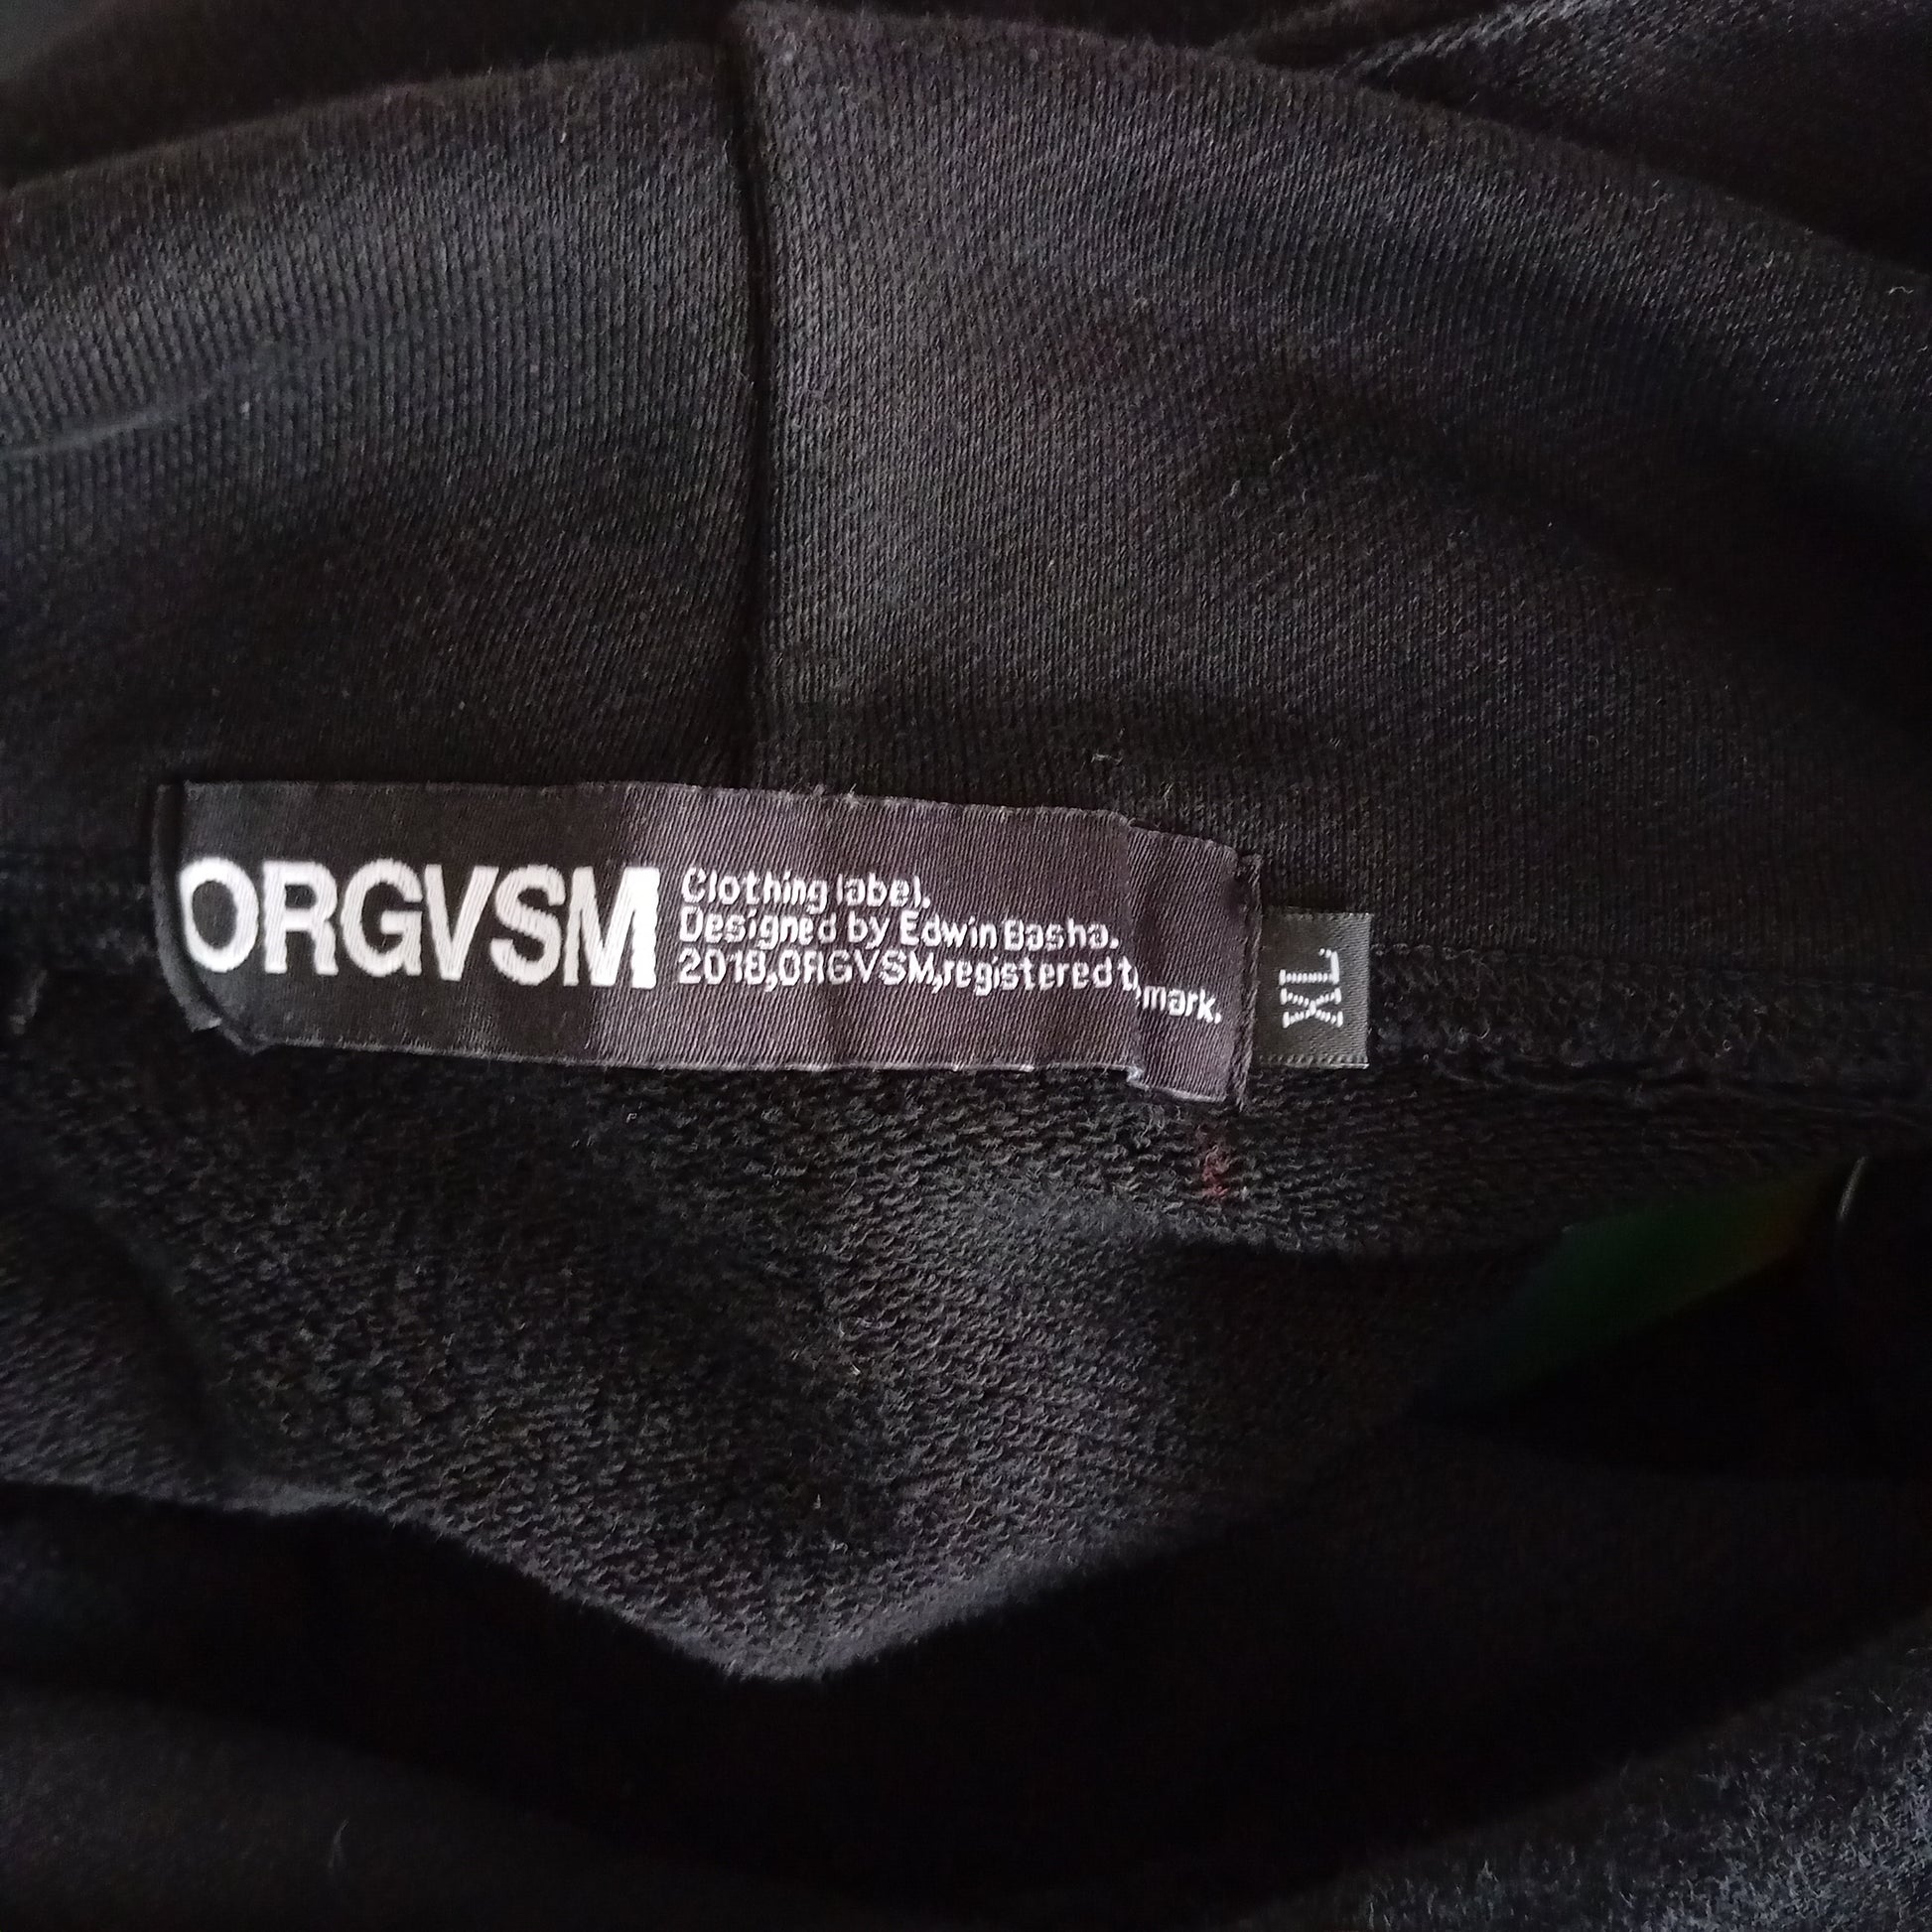 ORGVSM
Clothing label.
Designed by Edwin Basha.
2018,ORGVSM,registered t,mark.
XL